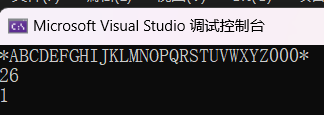 Microsoft Visual Studio 调试控制台
*ABCDEFGHIJKLMNOPQRSTUVWXYZ000*
26
1